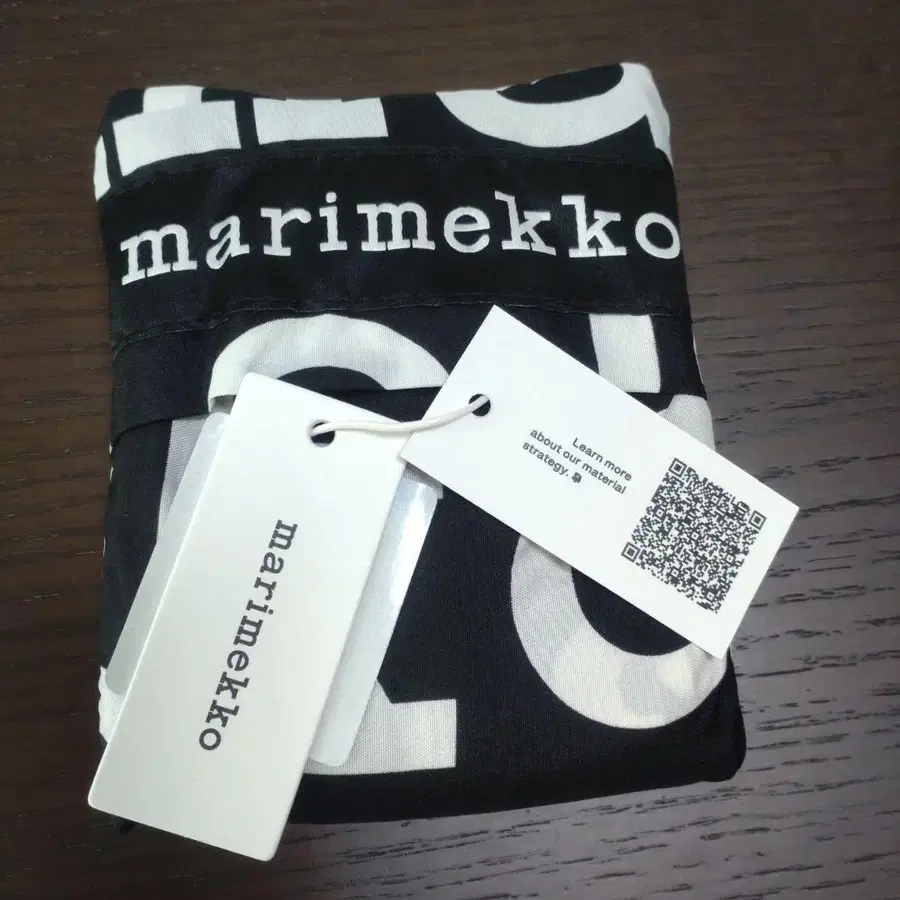 marimekko
Learn more
about our material
strategy.
marimekko